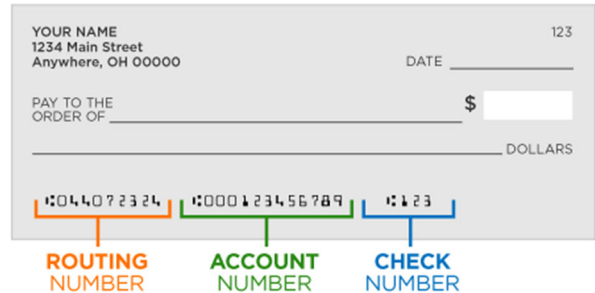 YOUR NAME 123
1234 Main Street
Anywhere, OH 00000 DATE
PAY TO THE $
ORDER OF
DOLLARS
⑆044072324 ⑆000123456789 ⑆123
ROUTING ACCOUNT CHECK
NUMBER NUMBER NUMBER